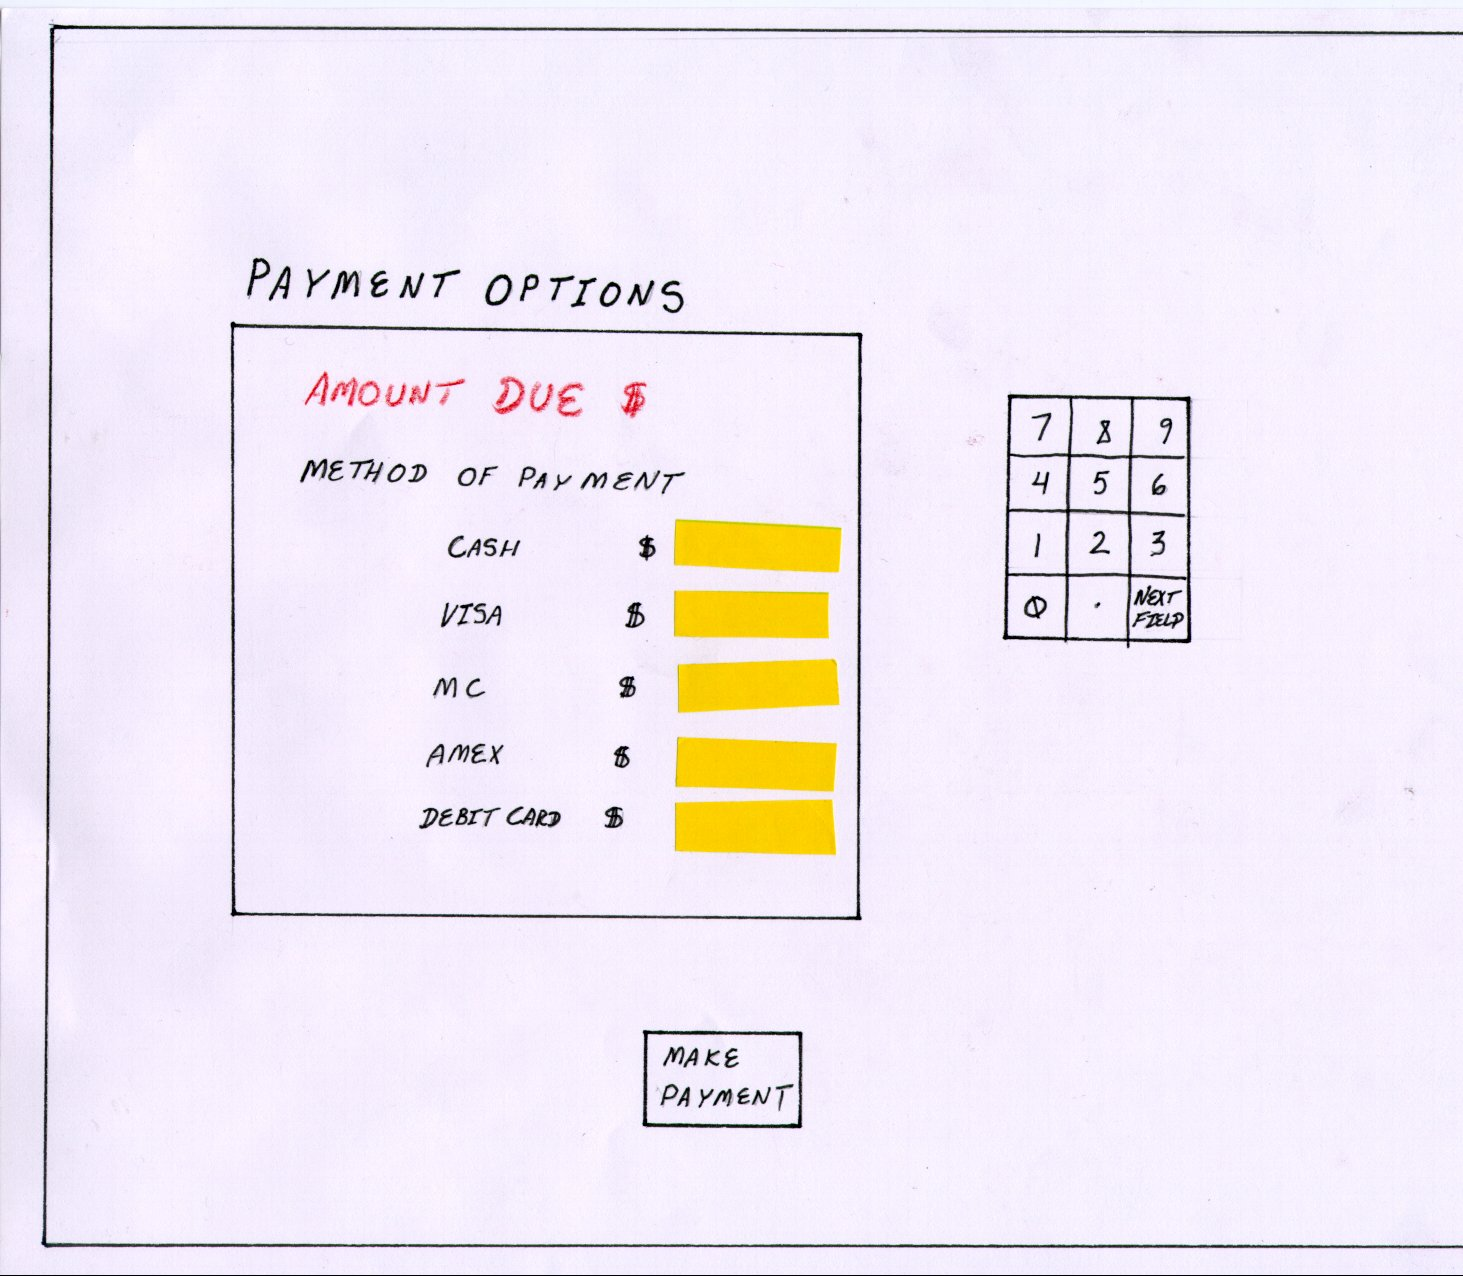 PAYMENT OPTIONS
AMOUNT DUE $
METHOD OF PAYMENT
CASH $
VISA $
MC $
AMEX $
DEBIT CARD $
7 8 9
4 5 6
1 2 3
0 . NEXT
FIELD
MAKE
PAYMENT